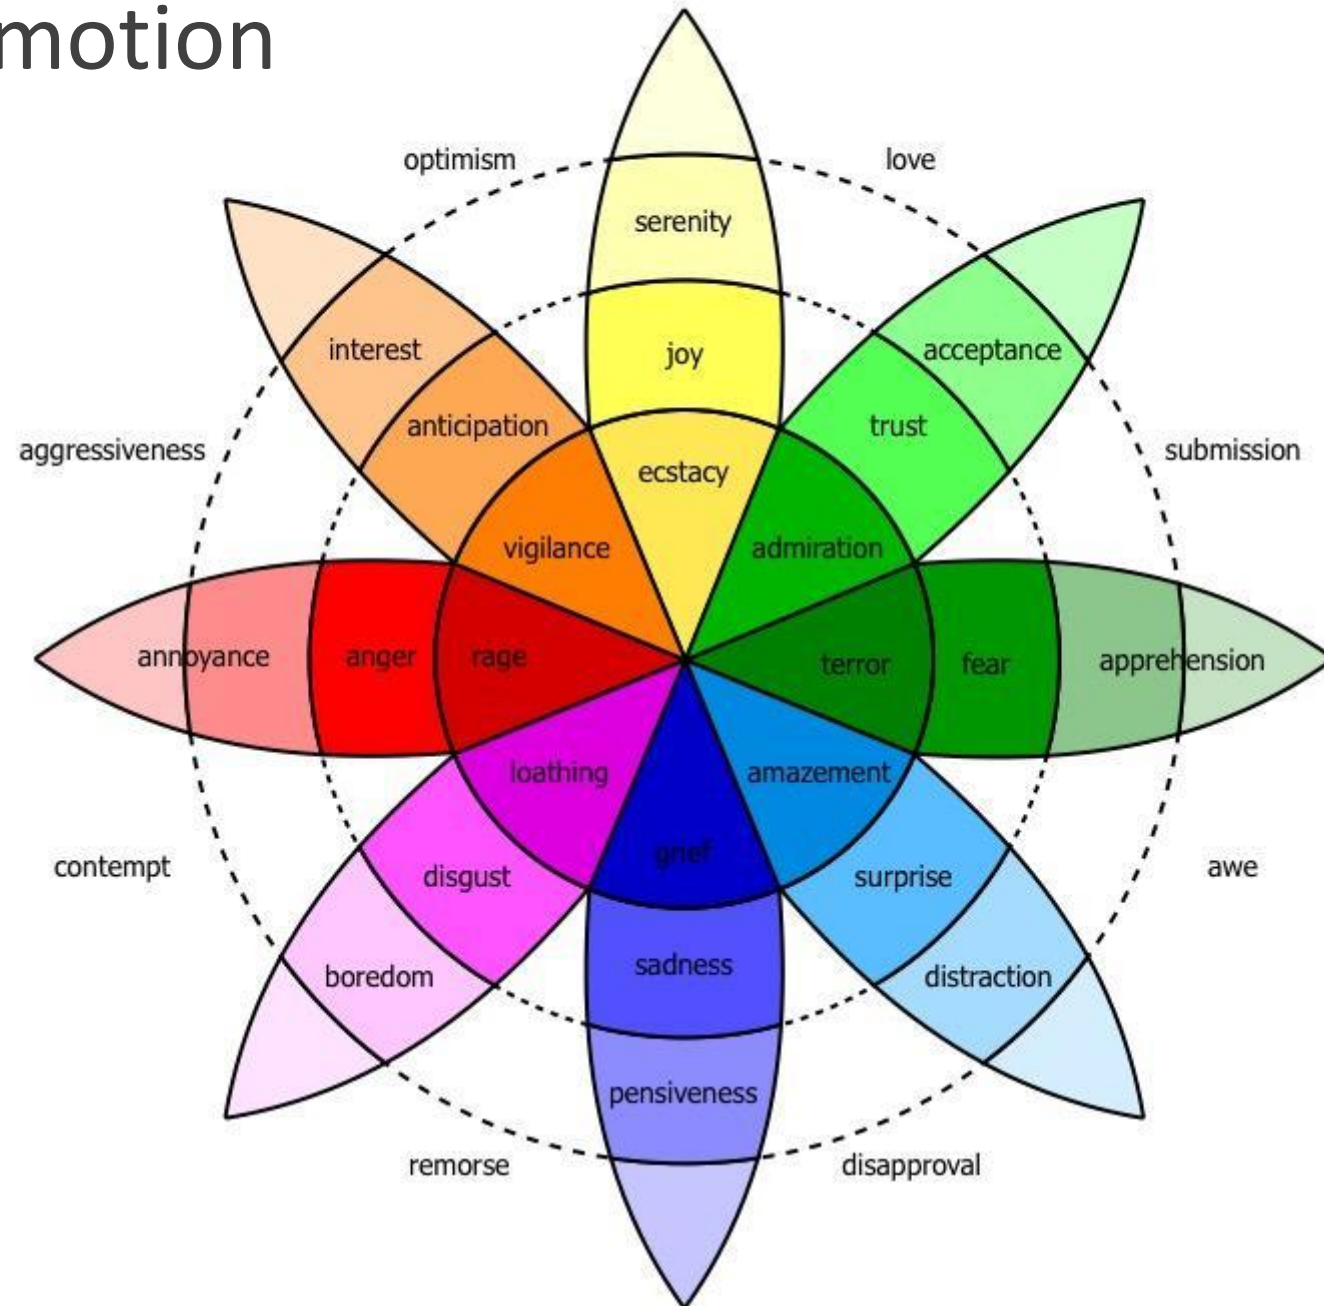 motion
optimism
love
serenity
interest
joy
acceptance
anticipation
trust
aggressiveness
submission
ecstacy
vigilance
admiration
annoyance
anger
rage
terror
fear
apprehension
loathing
amazement
grief
contempt
awe
disgust
surprise
sadness
boredom
distraction
pensiveness
remorse
disapproval